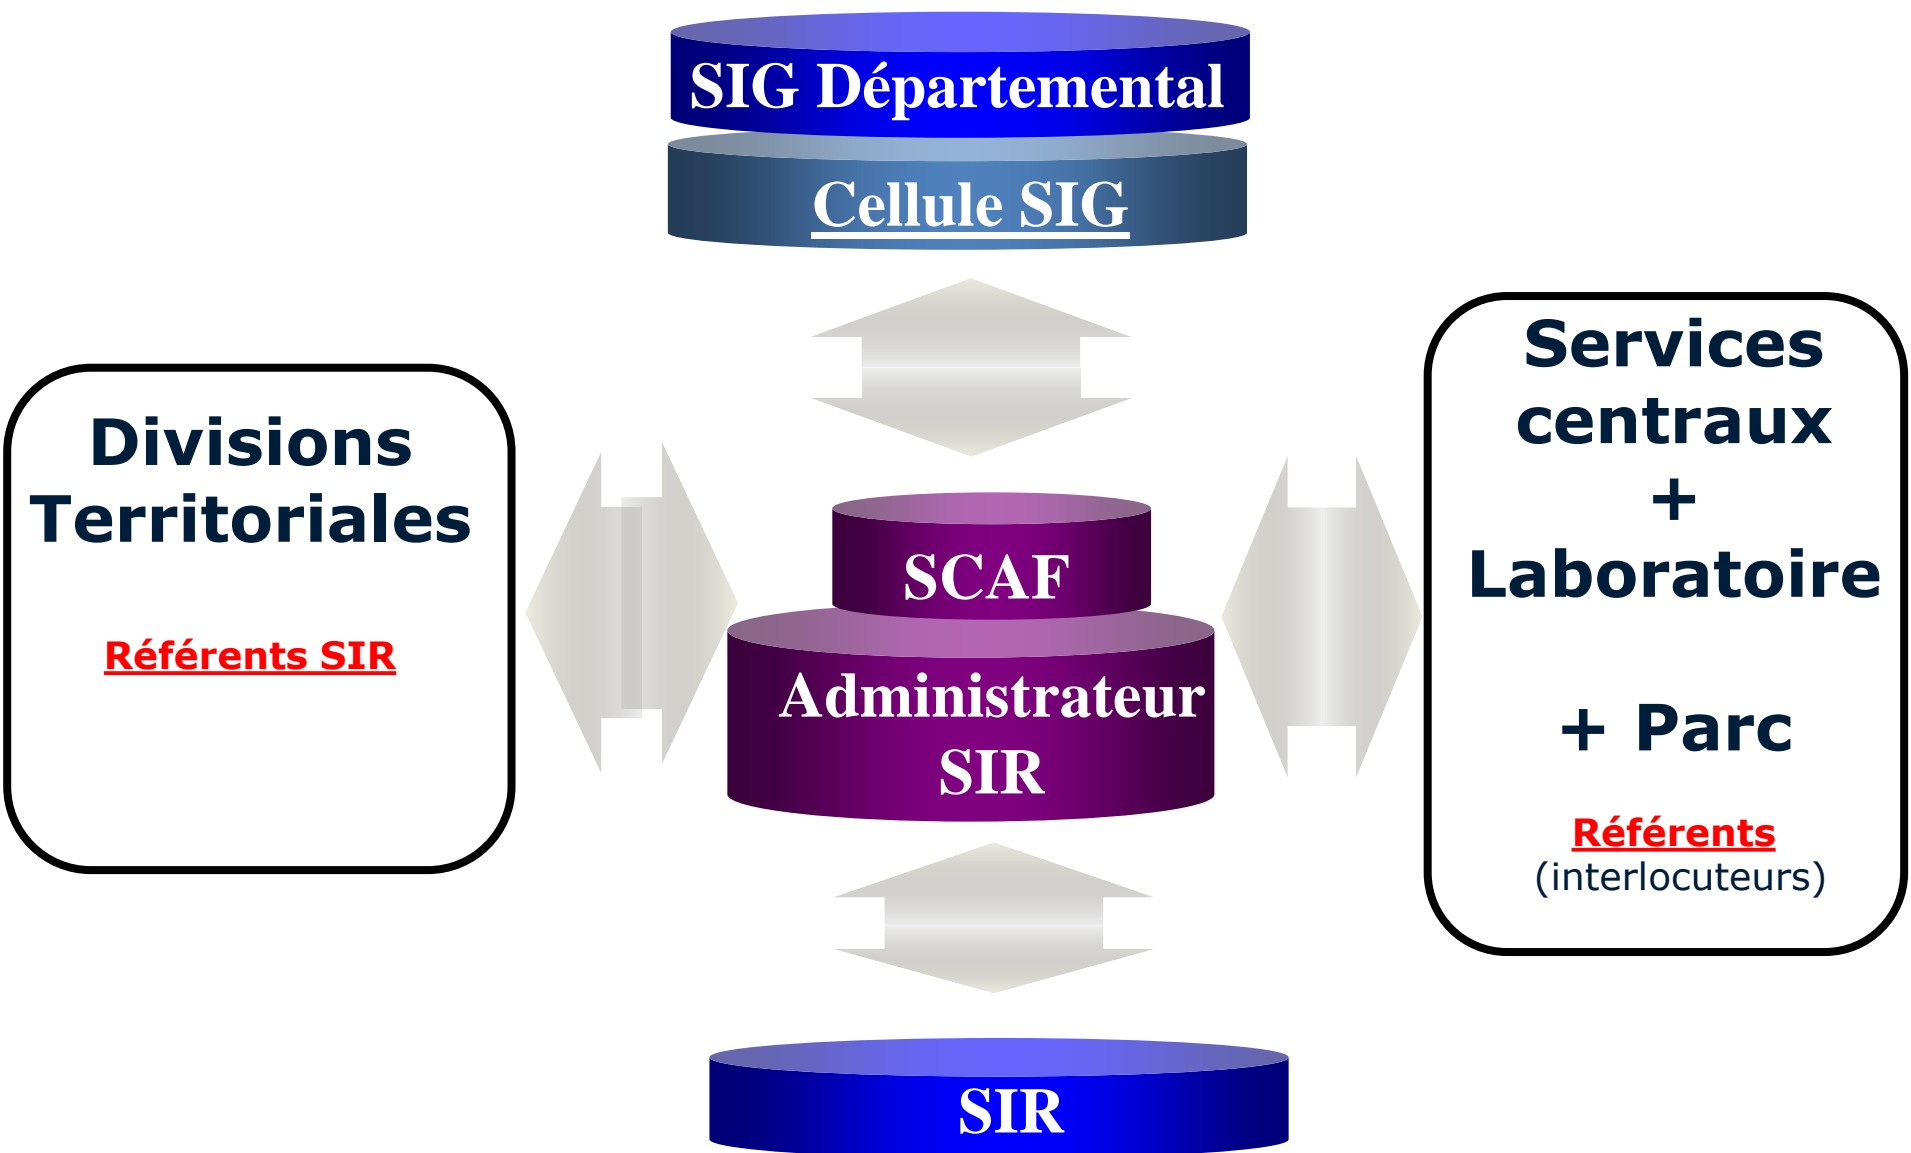 SIG Départemental
Cellule SIG
Divisions
Territoriales
Référents SIR
SCAF
Administrateur
SIR
Services
centraux
+
Laboratoire
+ Parc
Référents
(interlocuteurs)
SIR